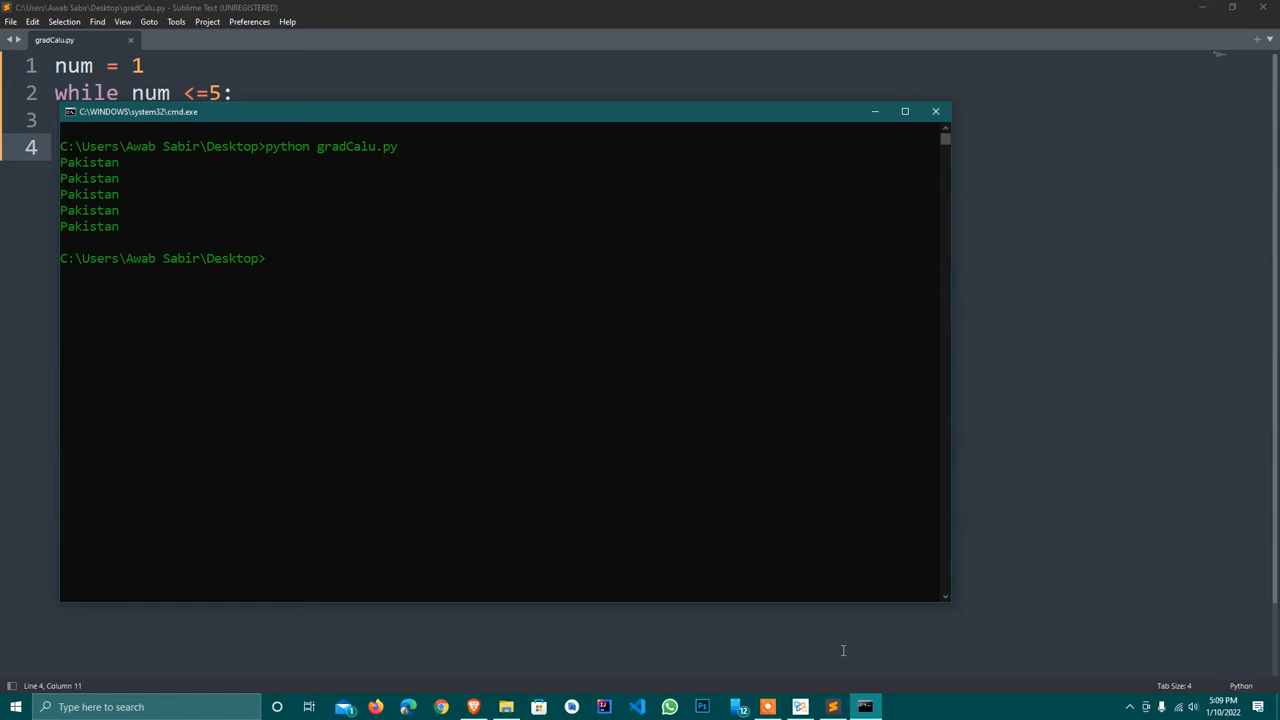 C:\Users\Awab Sabir\Desktop\gradCalu.py - Sublime Text (UNREGISTERED)
File Edit Selection Find View Goto Tools Project Preferences Help
gradCalu.py
1 num = 1
2 while num <=5:
3
4
C:\WINDOWS\system32\cmd.exe
C:\Users\Awab Sabir\Desktop>python gradCalu.py
Pakistan
Pakistan
Pakistan
Pakistan
Pakistan
C:\Users\Awab Sabir\Desktop>
Line 4, Column 11
Tab Size: 4 Python
Type here to search
1
Ps
12
5:09 PM
1/10/2022